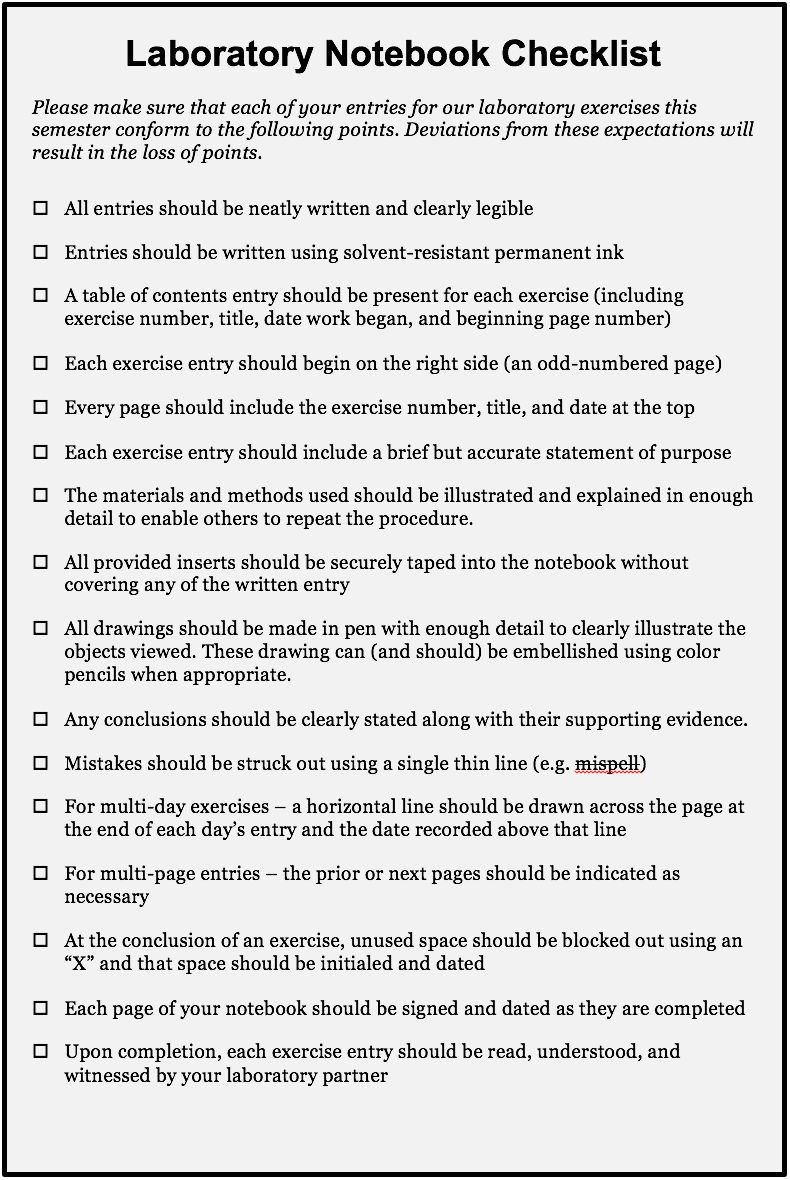 Laboratory Notebook Checklist
Please make sure that each of your entries for our laboratory exercises this
semester conform to the following points. Deviations from these expectations will
result in the loss of points.
☐ All entries should be neatly written and clearly legible
☐ Entries should be written using solvent-resistant permanent ink
☐ A table of contents entry should be present for each exercise (including
exercise number, title, date work began, and beginning page number)
☐ Each exercise entry should begin on the right side (an odd-numbered page)
☐ Every page should include the exercise number, title, and date at the top
☐ Each exercise entry should include a brief but accurate statement of purpose
☐ The materials and methods used should be illustrated and explained in enough
detail to enable others to repeat the procedure.
☐ All provided inserts should be securely taped into the notebook without
covering any of the written entry
☐ All drawings should be made in pen with enough detail to clearly illustrate the
objects viewed. These drawing can (and should) be embellished using color
pencils when appropriate.
☐ Any conclusions should be clearly stated along with their supporting evidence.
☐ Mistakes should be struck out using a single thin line (e.g. mispell)
☐ For multi-day exercises – a horizontal line should be drawn across the page at
the end of each day’s entry and the date recorded above that line
☐ For multi-page entries – the prior or next pages should be indicated as
necessary
☐ At the conclusion of an exercise, unused space should be blocked out using an
“X” and that space should be initialed and dated
☐ Each page of your notebook should be signed and dated as they are completed
☐ Upon completion, each exercise entry should be read, understood, and
witnessed by your laboratory partner